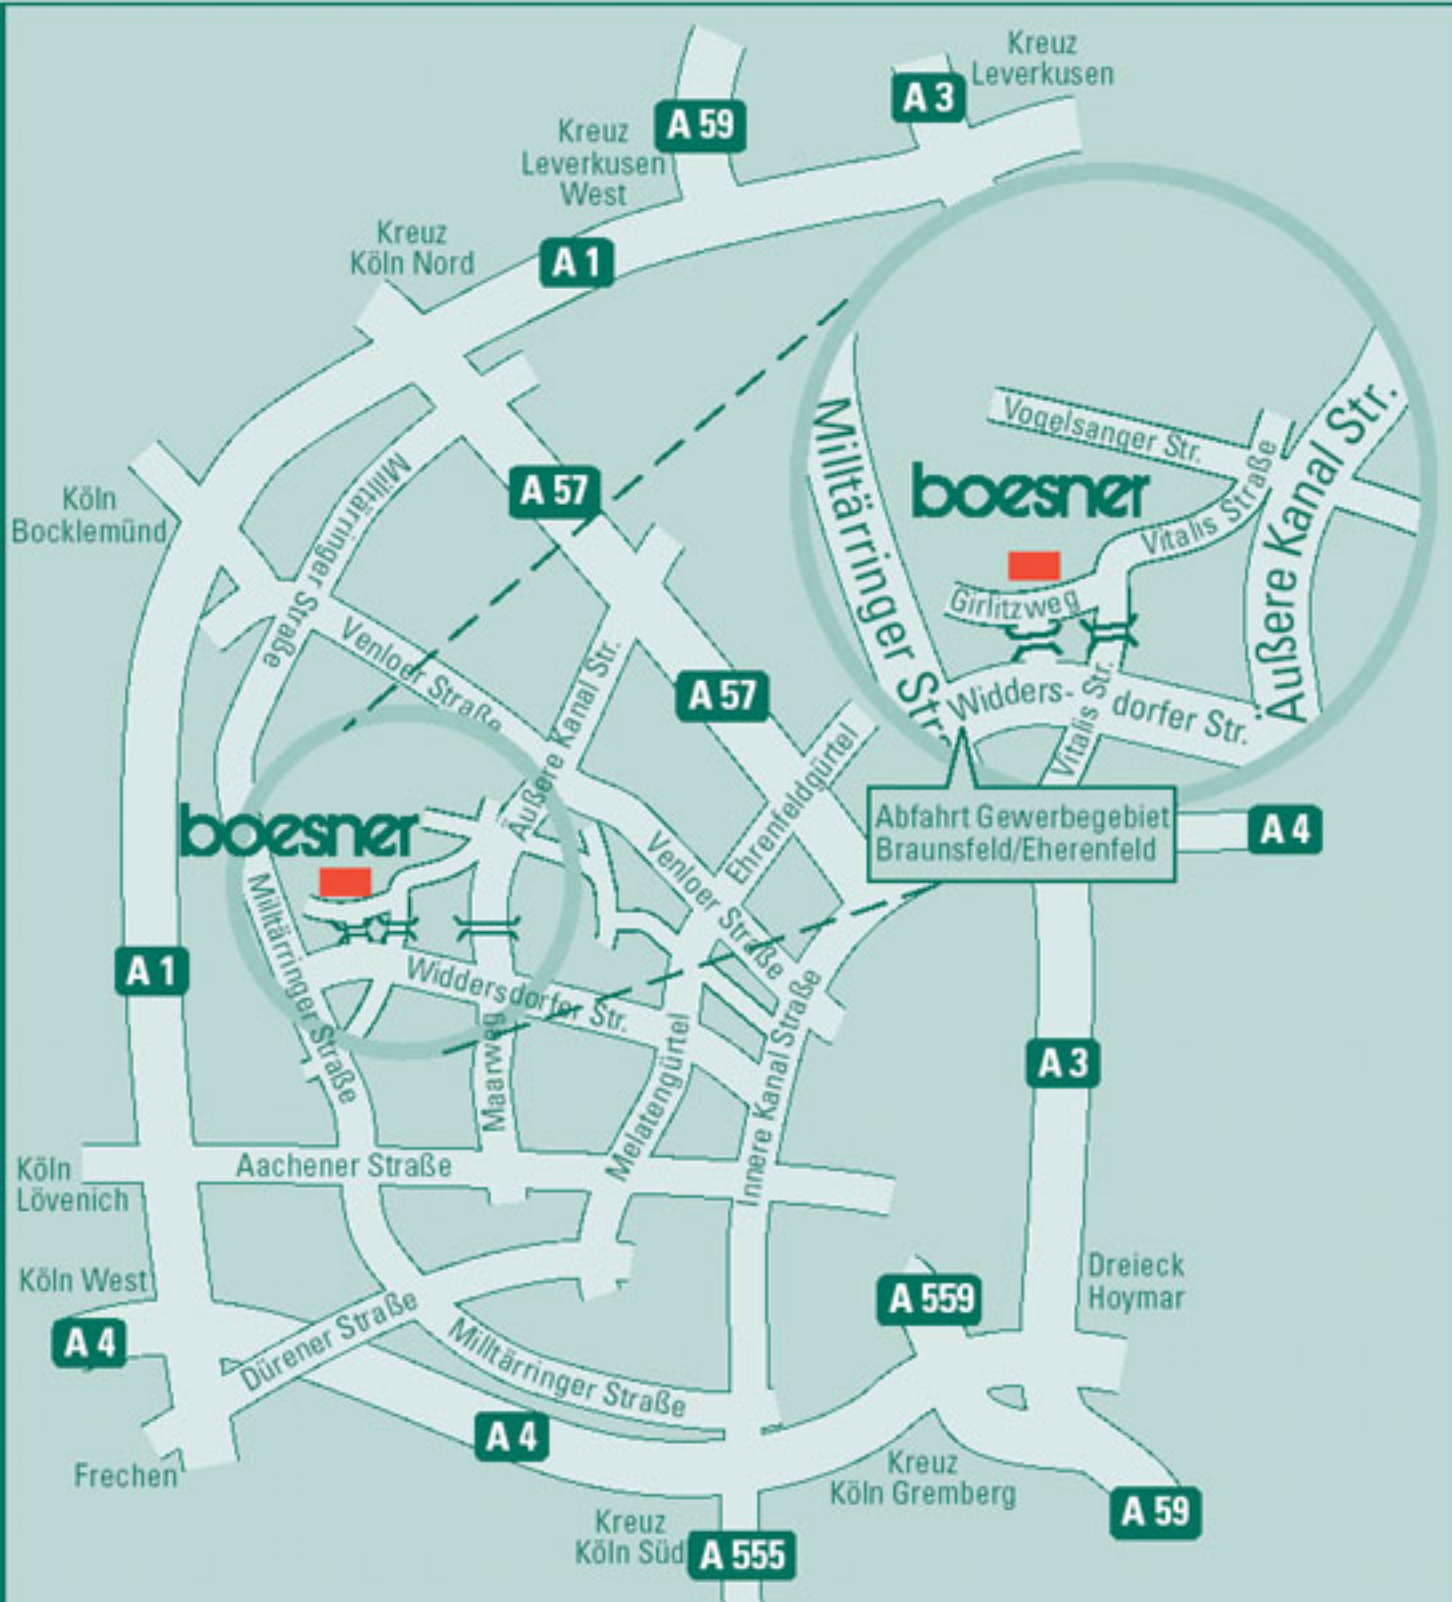 Kreuz
Leverkusen
A 3
A 59
Kreuz
Leverkusen
West
Kreuz
Köln Nord
A 1
Köln
Bocklemünd
Milltärringer Straße
A 57
Venloer Straße
Äußere Kanal Str.
A 57
Ehrenfeldgürtel
Milltärringer Stra
Vogelsanger Str.
boesner
Vitalis Straße
Äußere Kanal Str.
Girlitzweg
Widders-
dorfer Str.
Vitalis Str.
Abfahrt Gewerbegebiet
Braunsfeld/Eherenfeld
A 4
boesner
Venloer Straße
Milltärringer Straße
Widdersdorfer Str.
A 1
Maarweg
Melatengürtel
Innere Kanal Straße
A 3
Köln
Lövenich
Aachener Straße
Köln West
A 4
Dürener Straße
Milltärringer Straße
A 559
Dreieck
Hoymar
A 4
Frechen
Kreuz
Köln Gremberg
A 59
Kreuz
Köln Süd
A 555